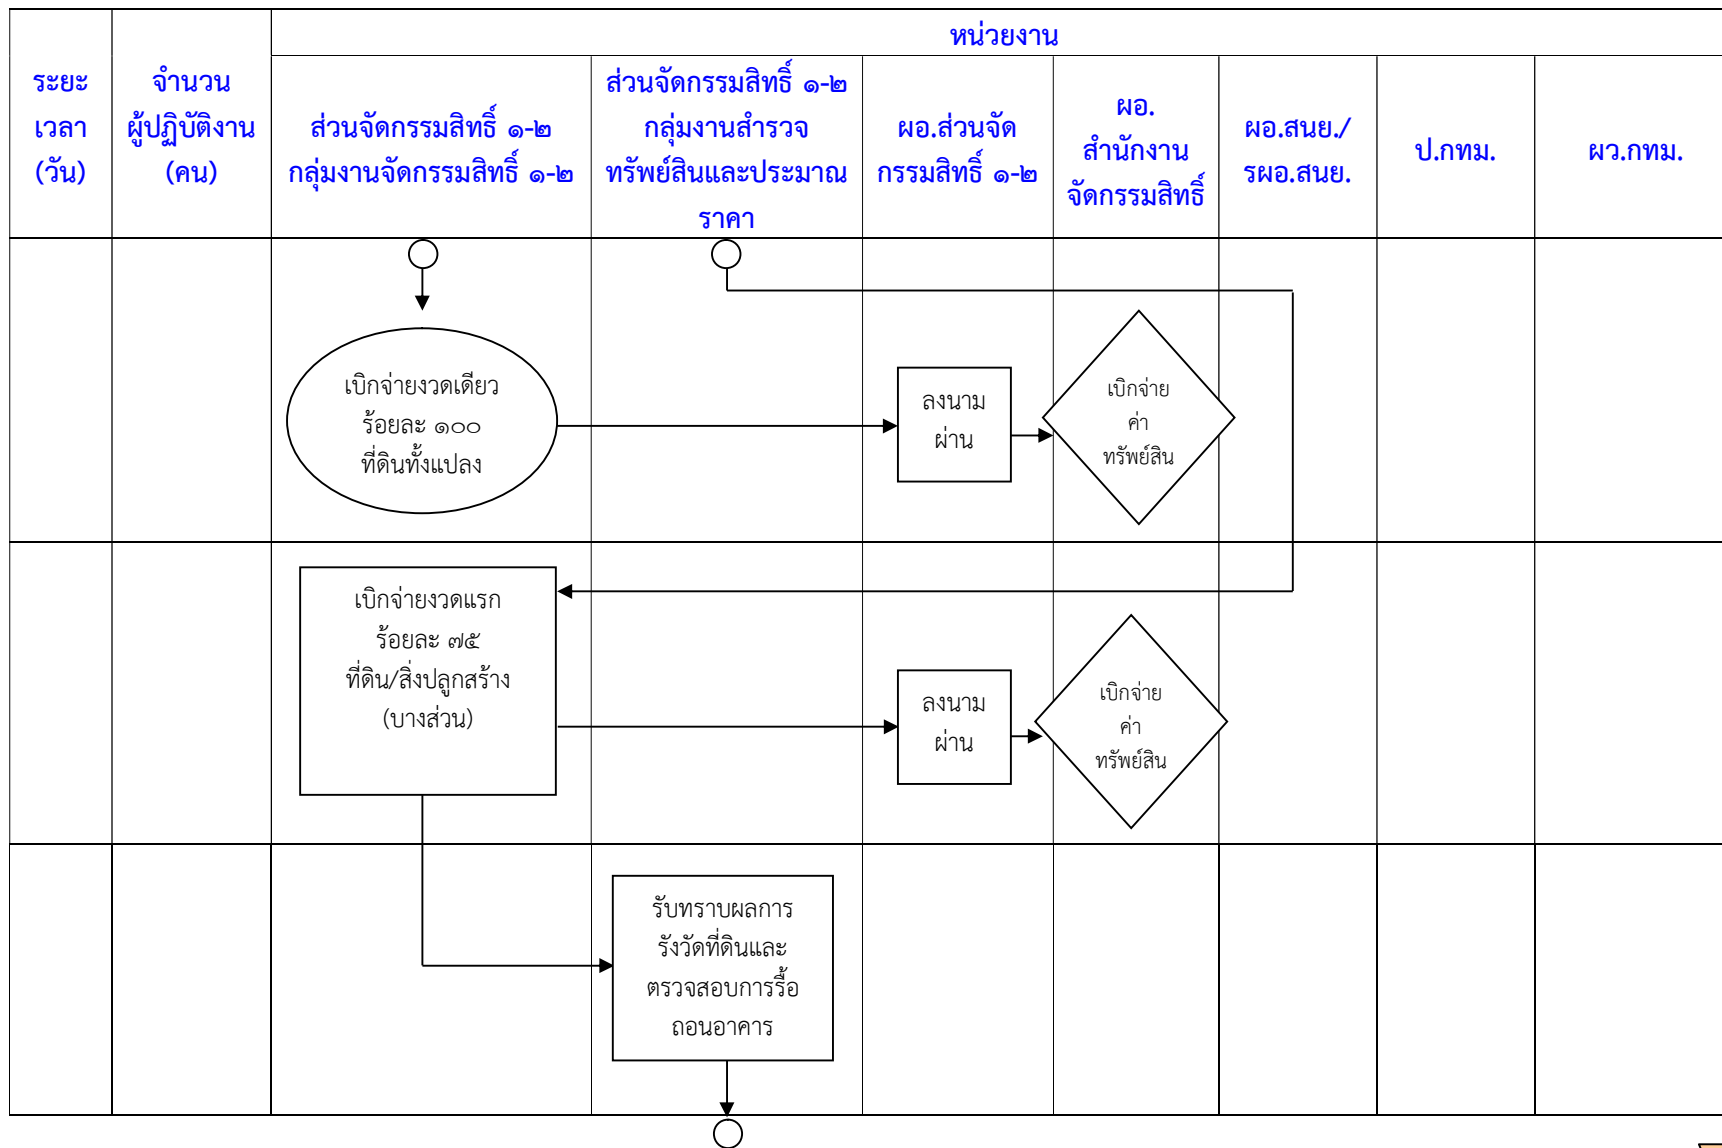 หน่วยงาน
ระยะ
เวลา
(วัน)
จำนวน
ผู้ปฏิบัติงาน
(คน)
ส่วนจัดกรรมสิทธิ์ ๑-๒
กลุ่มงานจัดกรรมสิทธิ์ ๑-๒
ส่วนจัดกรรมสิทธิ์ ๑-๒
กลุ่มงานสำรวจ
ทรัพย์สินและประมาณ
ราคา
ผอ.ส่วนจัด
กรรมสิทธิ์ ๑-๒
ผอ.
สำนักงาน
จัดกรรมสิทธิ์
ผอ.สนย./
รผอ.สนย.
ป.กทม.
ผว.กทม.
เบิกจ่ายงวดเดียว
ร้อยละ ๑๐๐
ที่ดินทั้งแปลง
ลงนาม
ผ่าน
เบิกจ่าย
ค่า
ทรัพย์สิน
เบิกจ่ายงวดแรก
ร้อยละ ๗๕
ที่ดิน/สิ่งปลูกสร้าง
(บางส่วน)
ลงนาม
ผ่าน
เบิกจ่าย
ค่า
ทรัพย์สิน
รับทราบผลการ
รังวัดที่ดินและ
ตรวจสอบการรื้อ
ถอนอาคาร